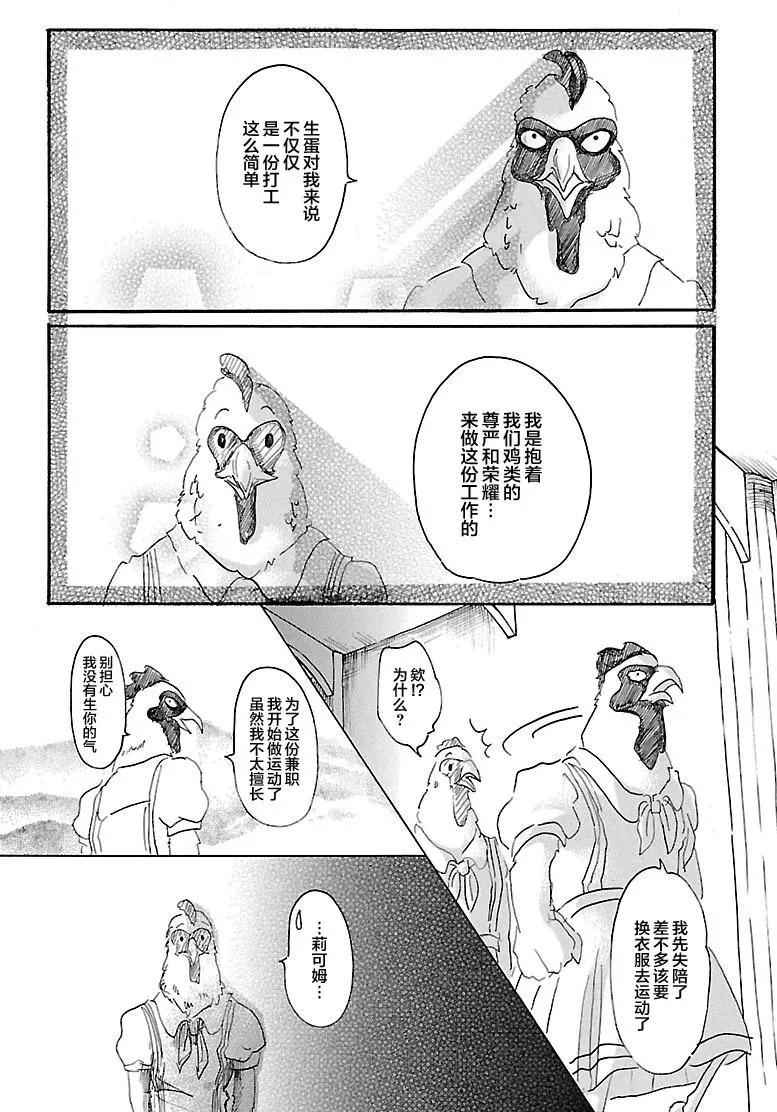 生蛋对我来说
不仅仅
是一份打工
这么简单
我是抱着
我们鸡类的
尊严和荣耀…
来做这份工作的
欸!?
为什么?
我先失陪了
差不多该要
换衣服去运动了
为了这份兼职
我开始做运动了
虽然我不太擅长
别担心
我没有生你的气
…莉可姆…